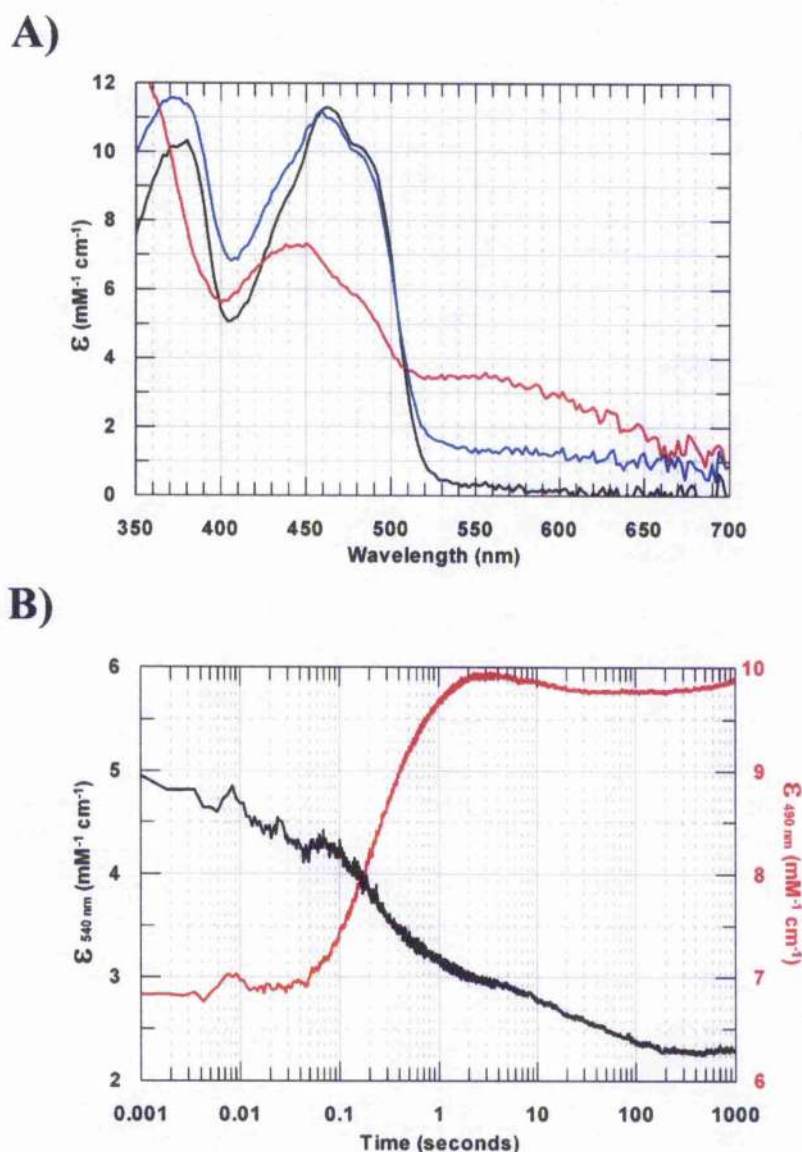 A)
12
10
8
6
4
2
0
ε (mM⁻¹ cm⁻¹)
350 400 450 500 550 600 650 700
Wavelength (nm)
B)
6
5
4
3
2
ε 540 nm (mM⁻¹ cm⁻¹)
10
9
8
7
6
ε 490 nm (mM⁻¹ cm⁻¹)
0.001 0.01 0.1 1 10 100 1000
Time (seconds)